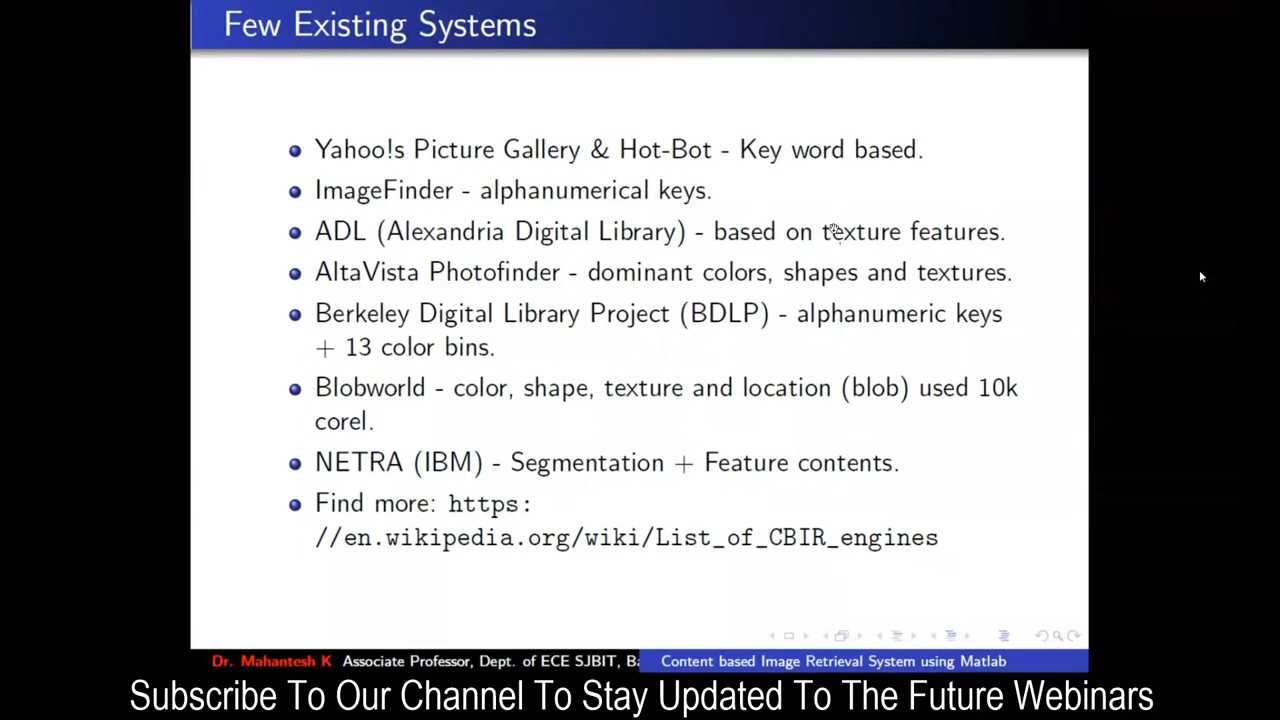 Few Existing Systems
Yahoo!s Picture Gallery & Hot-Bot - Key word based.
ImageFinder - alphanumerical keys.
ADL (Alexandria Digital Library) - based on texture features.
AltaVista Photofinder - dominant colors, shapes and textures.
Berkeley Digital Library Project (BDLP) - alphanumeric keys
+ 13 color bins.
Blobworld - color, shape, texture and location (blob) used 10k
corel.
NETRA (IBM) - Segmentation + Feature contents.
Find more: https:
//en.wikipedia.org/wiki/List_of_CBIR_engines
Dr. Mahantesh K Associate Professor, Dept. of ECE SJBIT, Ba Content based Image Retrieval System using Matlab
Subscribe To Our Channel To Stay Updated To The Future Webinars